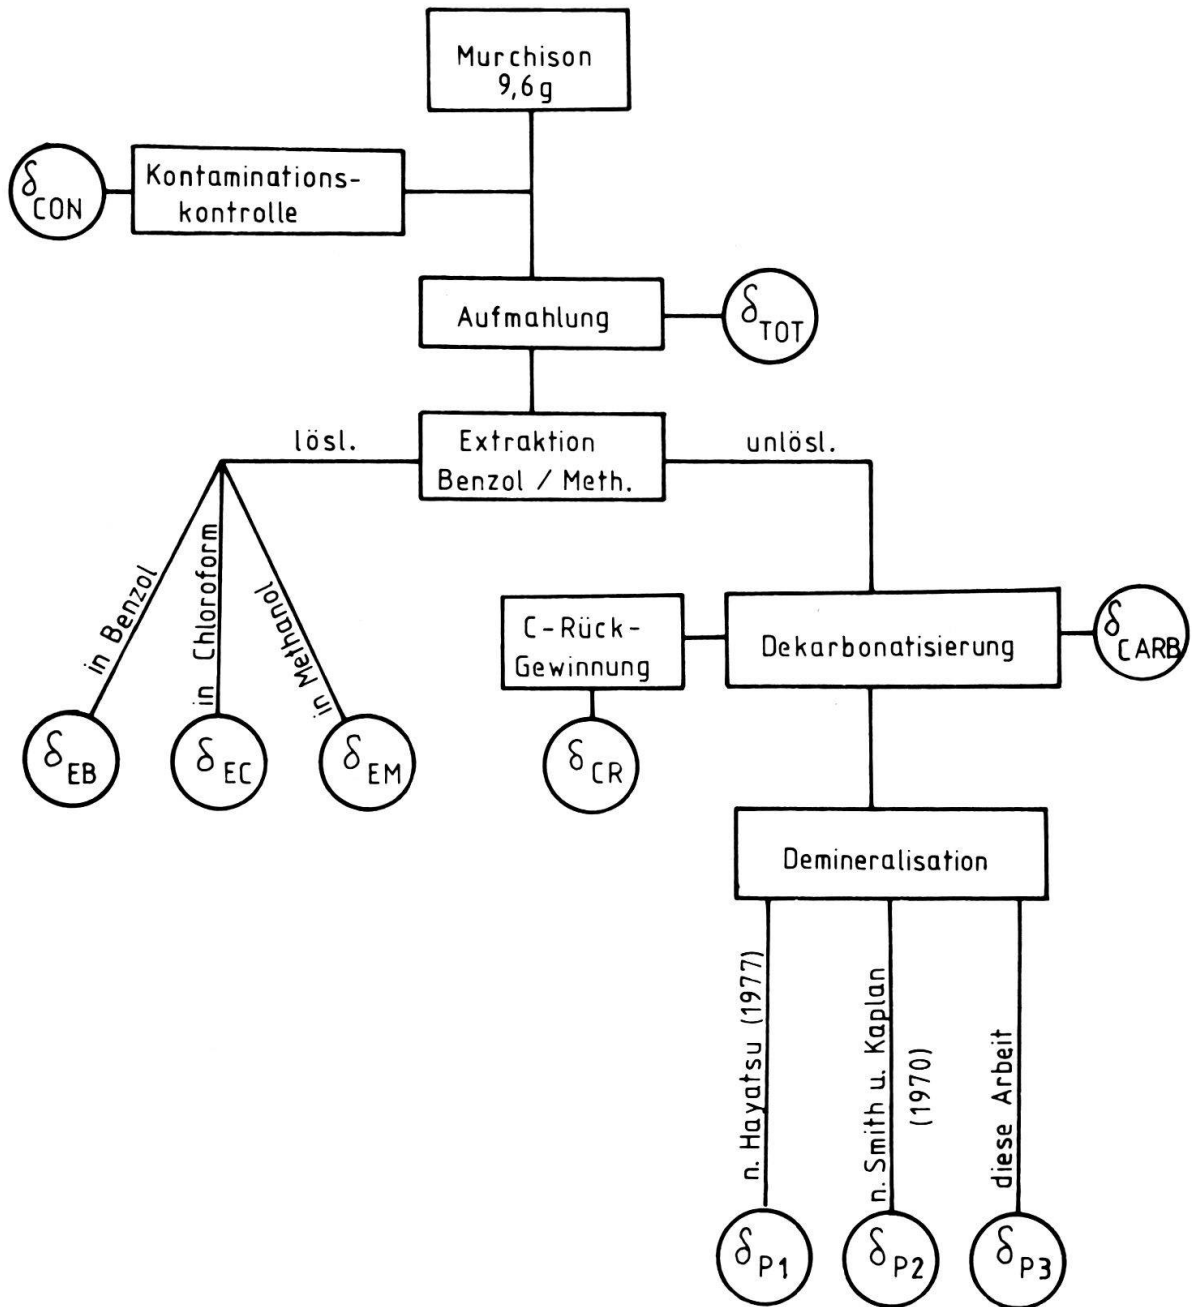 Murchison
9,6g
δCON
Kontaminations-
kontrolle
Aufmahlung
δTOT
lösl.
Extraktion
Benzol / Meth.
unlösl.
in Benzol
in Chloroform
in Methanol
C-Rück-
Gewinnung
Dekarbonatisierung
δCARB
δEB
δEC
δEM
δCR
Demineralisation
n. Hayatsu (1977)
n. Smith u. Kaplan
(1970)
diese Arbeit
δP1
δP2
δP3